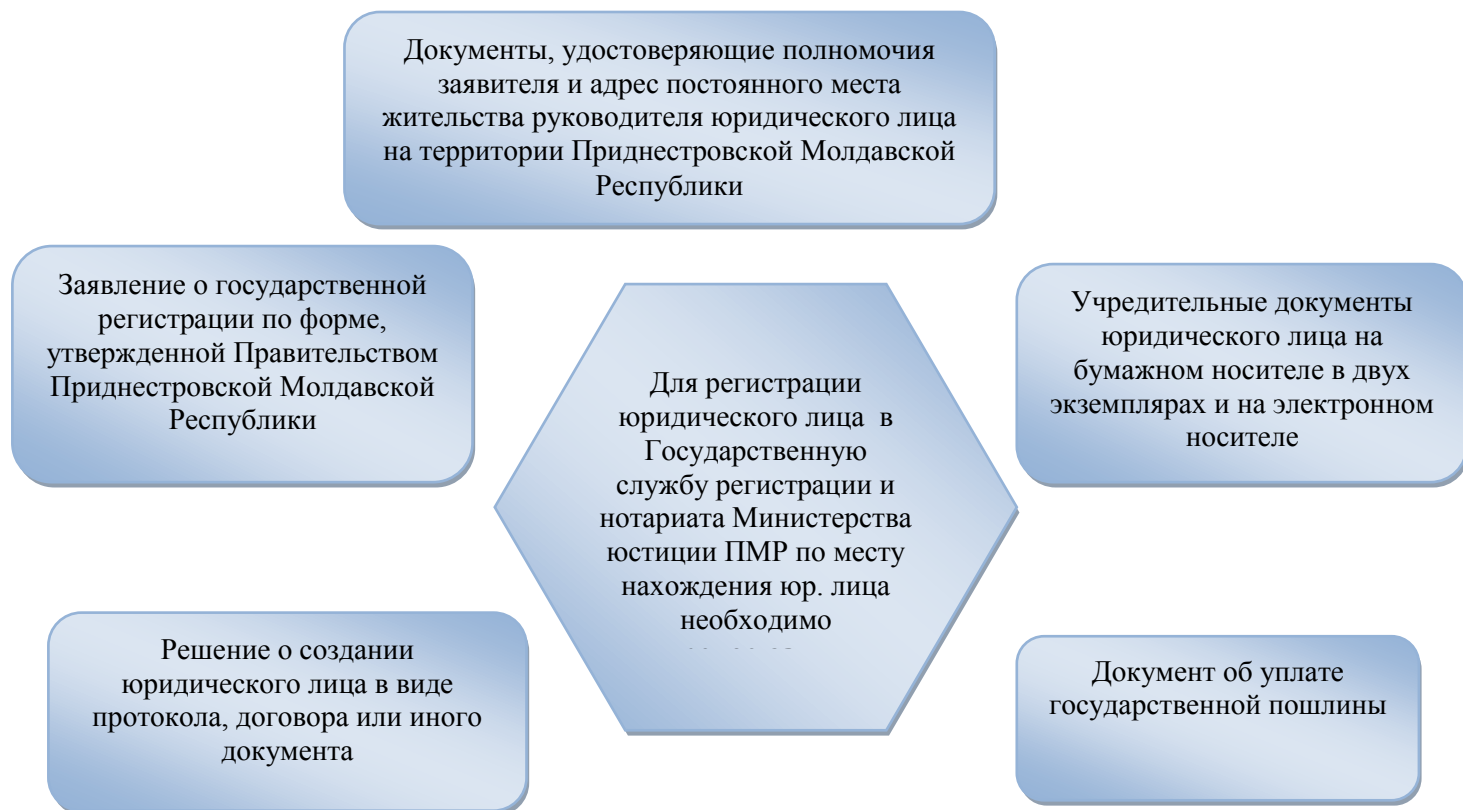 Документы, удостоверяющие полномочия
заявителя и адрес постоянного места
жительства руководителя юридического лица
на территории Приднестровской Молдавской
Республики
Заявление о государственной
регистрации по форме,
утвержденной Правительством
Приднестровской Молдавской
Республики
Учредительные документы
юридического лица на
бумажном носителе в двух
экземплярах и на электронном
носителе
Для регистрации
юридического лица в
Государственную
службу регистрации и
нотариата Министерства
юстиции ПМР по месту
нахождения юр. лица
необходимо
Решение о создании
юридического лица в виде
протокола, договора или иного
документа
Документ об уплате
государственной пошлины